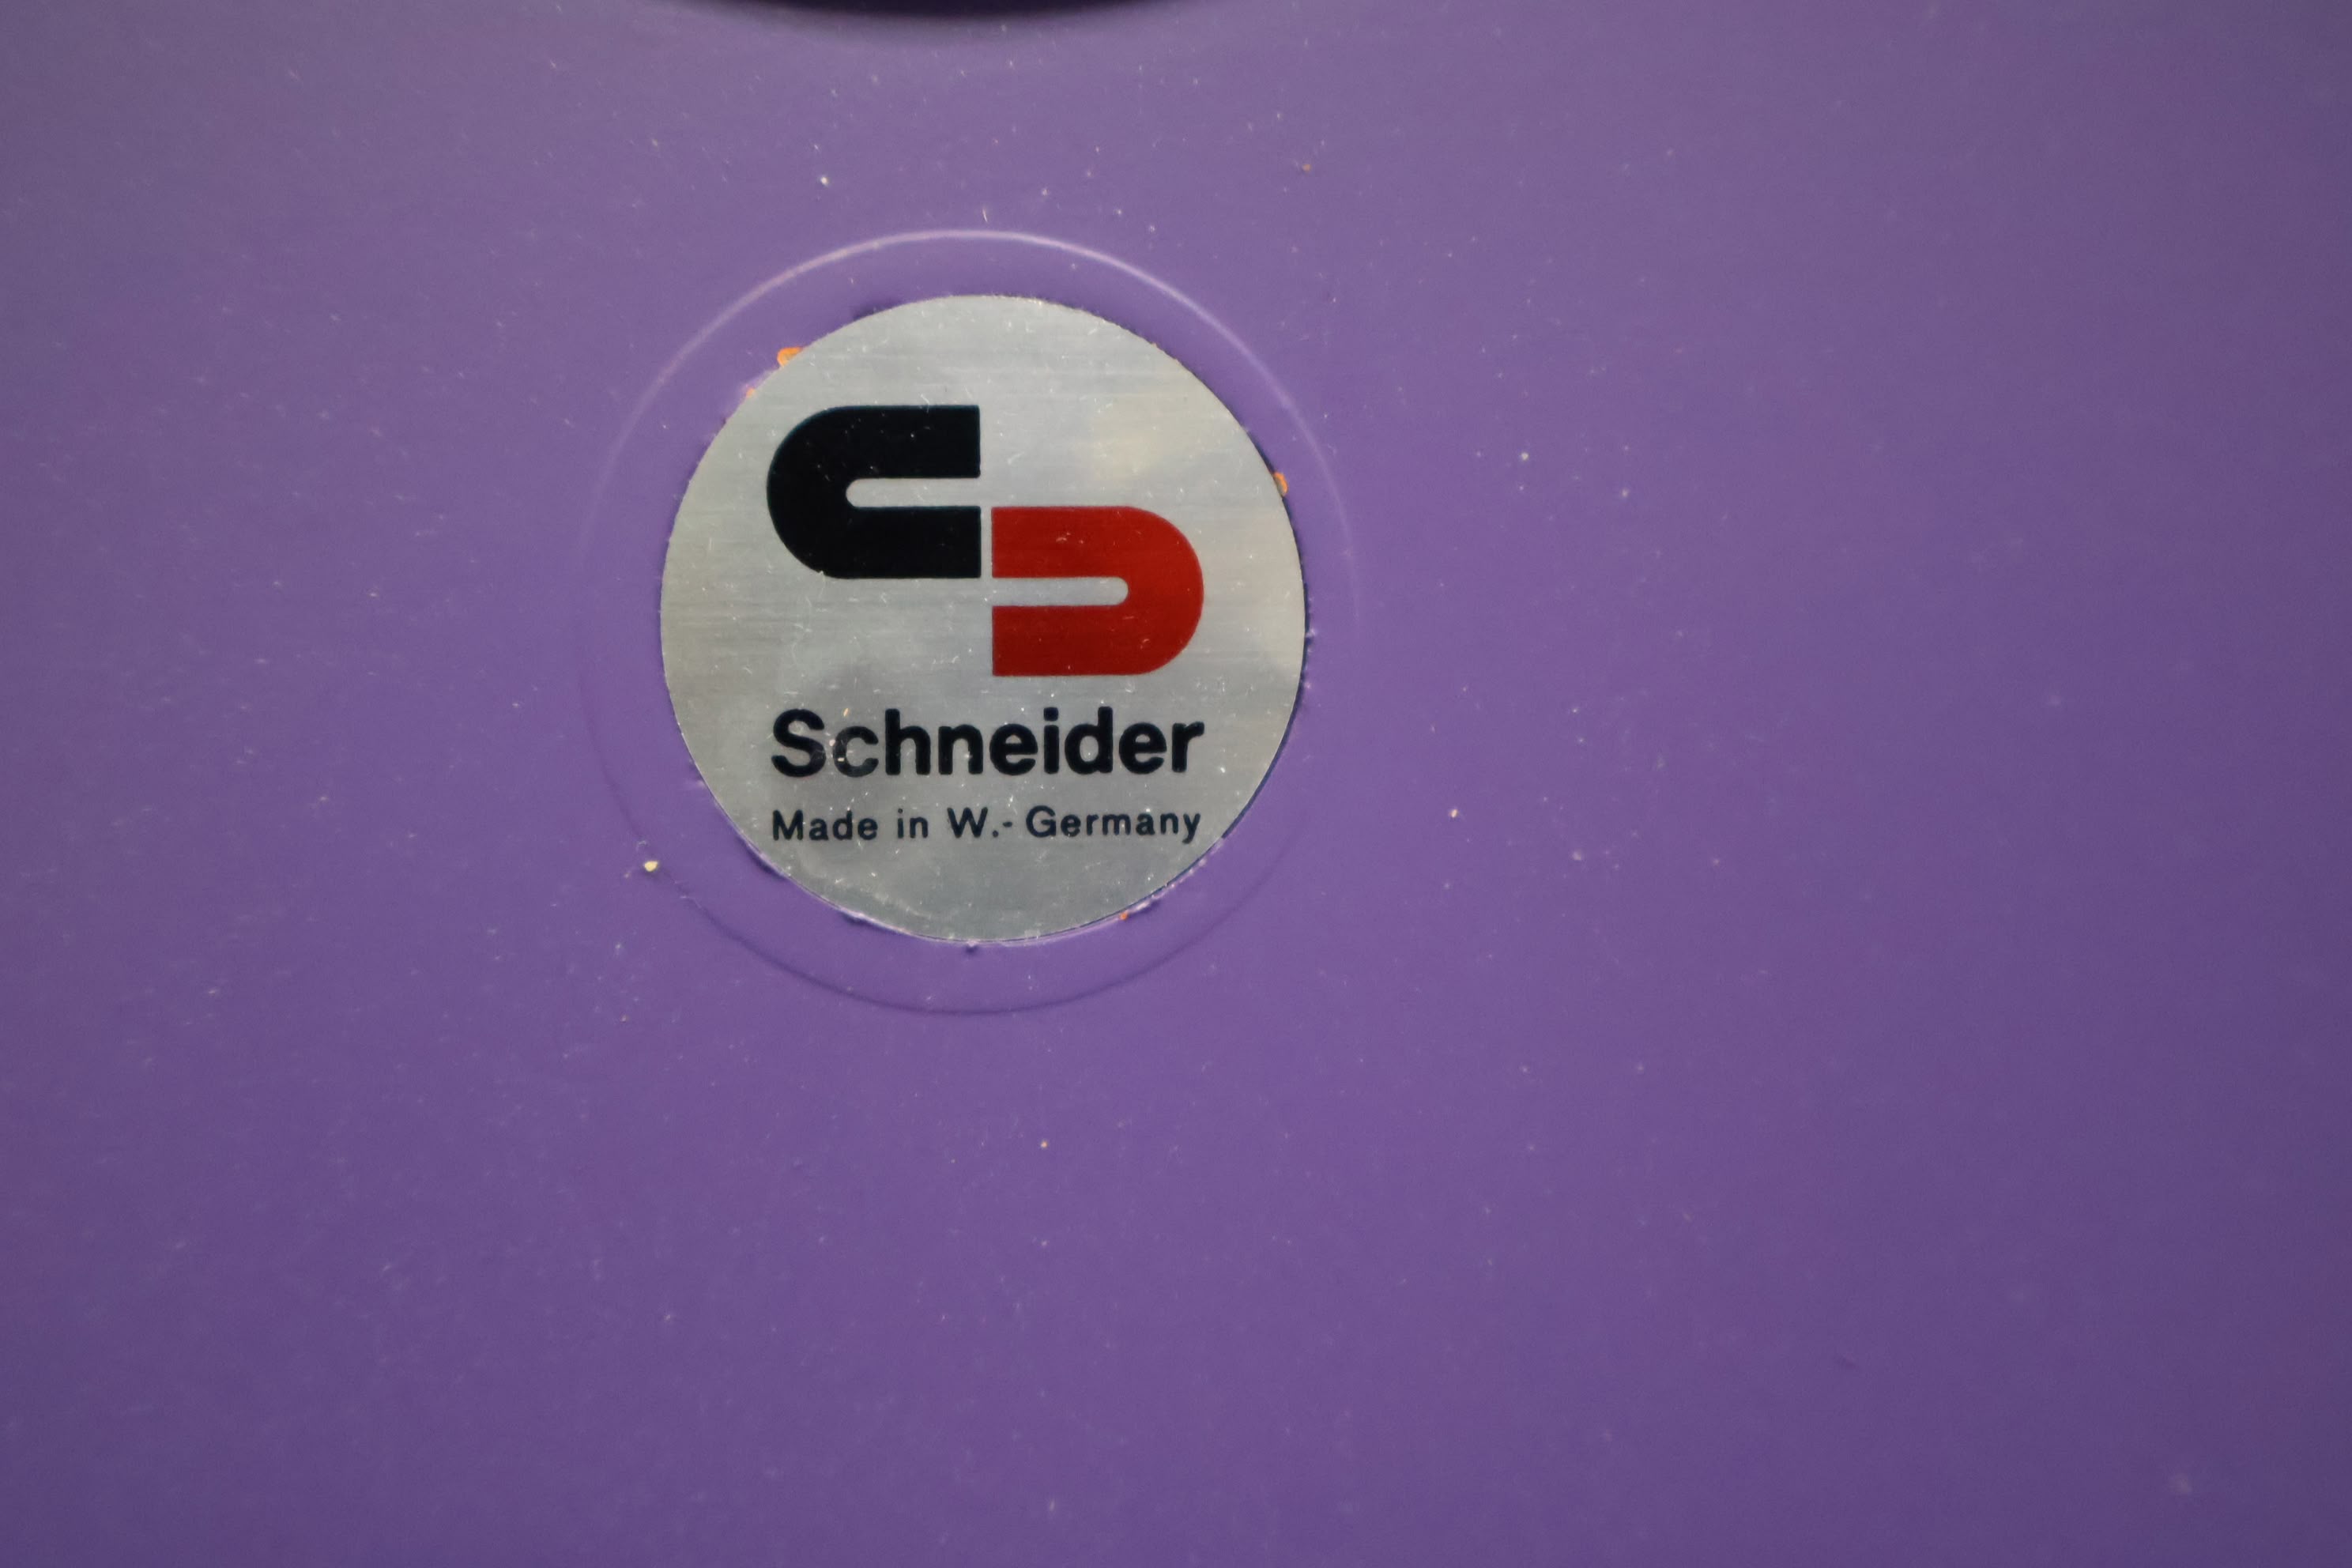 Schneider
Made in W.- Germany